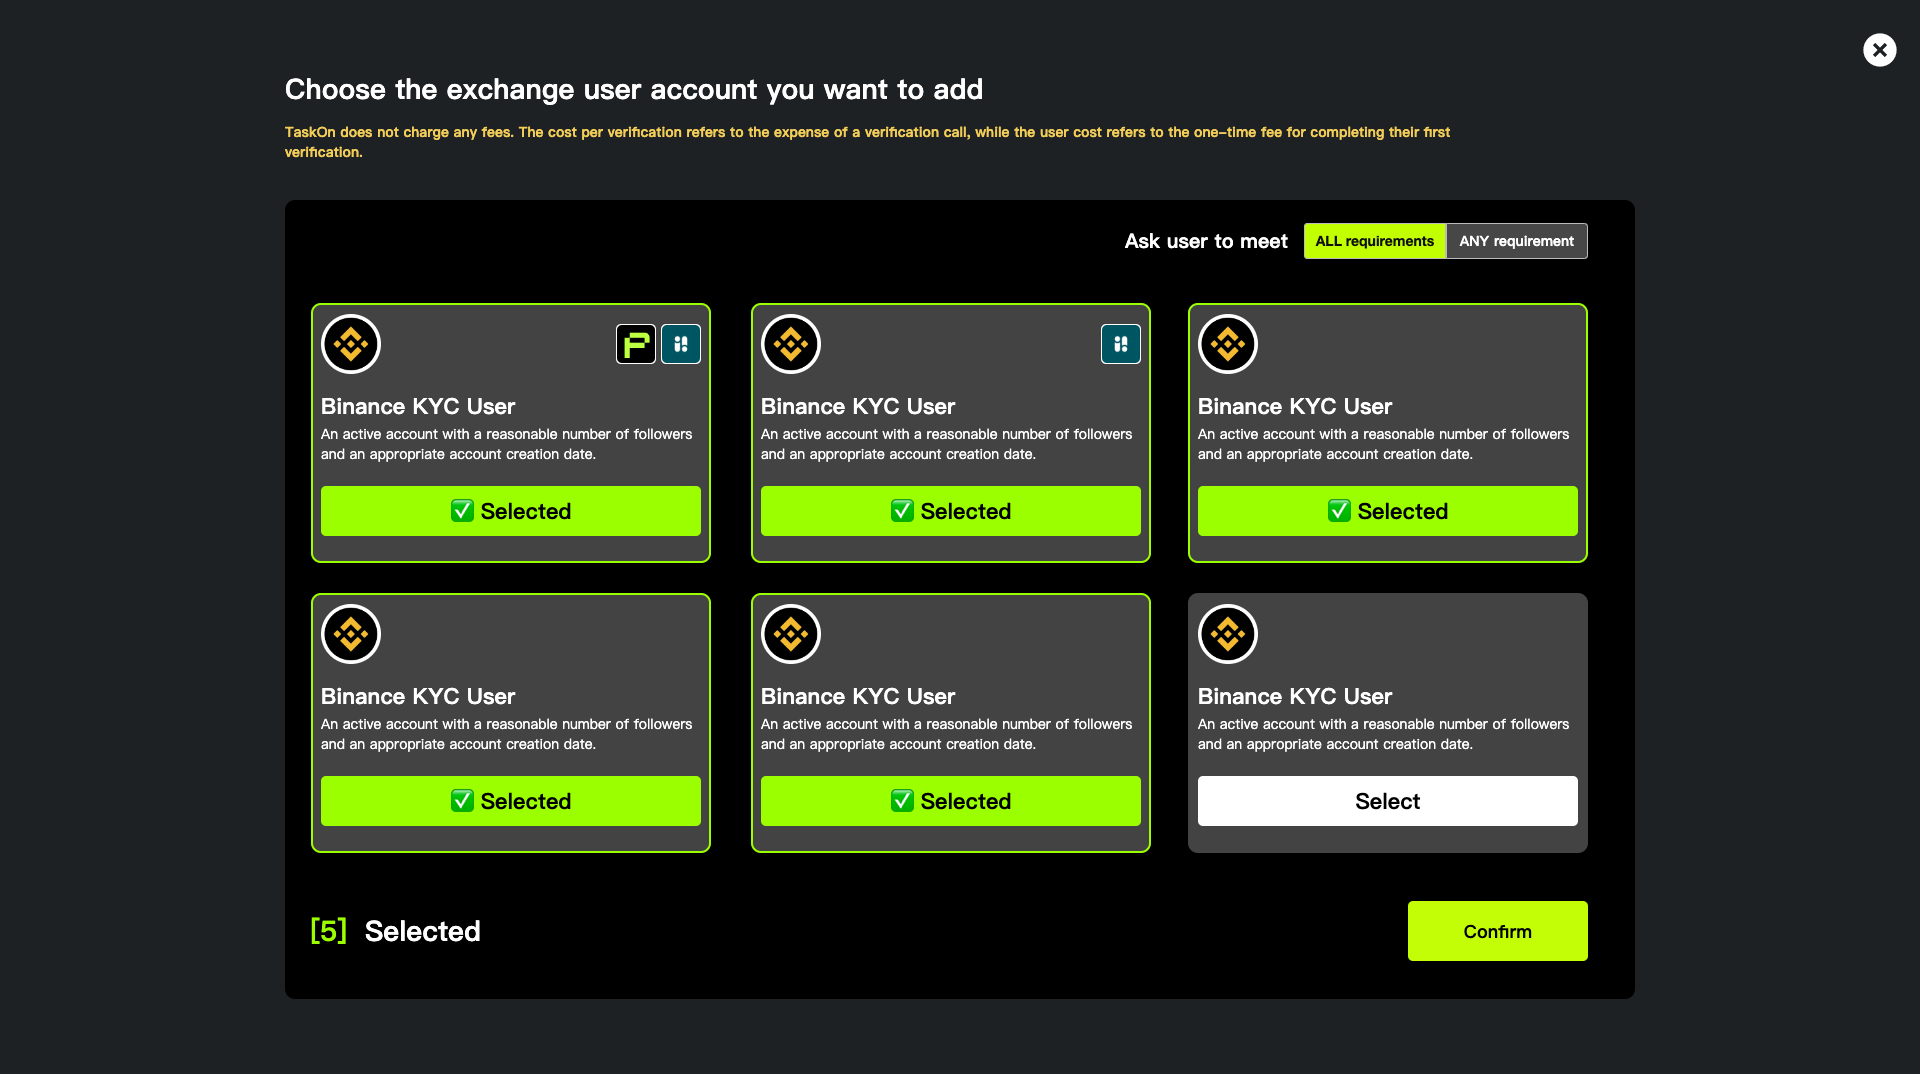 Choose the exchange user account you want to add
TaskOn does not charge any fees. The cost per verification refers to the expense of a verification call, while the user cost refers to the one-time fee for completing their first
verification.
Ask user to meet
ALL requirements
ANY requirement
Binance KYC User
An active account with a reasonable number of followers
and an appropriate account creation date.
✅ Selected
Binance KYC User
An active account with a reasonable number of followers
and an appropriate account creation date.
✅ Selected
Binance KYC User
An active account with a reasonable number of followers
and an appropriate account creation date.
✅ Selected
Binance KYC User
An active account with a reasonable number of followers
and an appropriate account creation date.
✅ Selected
Binance KYC User
An active account with a reasonable number of followers
and an appropriate account creation date.
✅ Selected
Binance KYC User
An active account with a reasonable number of followers
and an appropriate account creation date.
Select
[5] Selected
Confirm